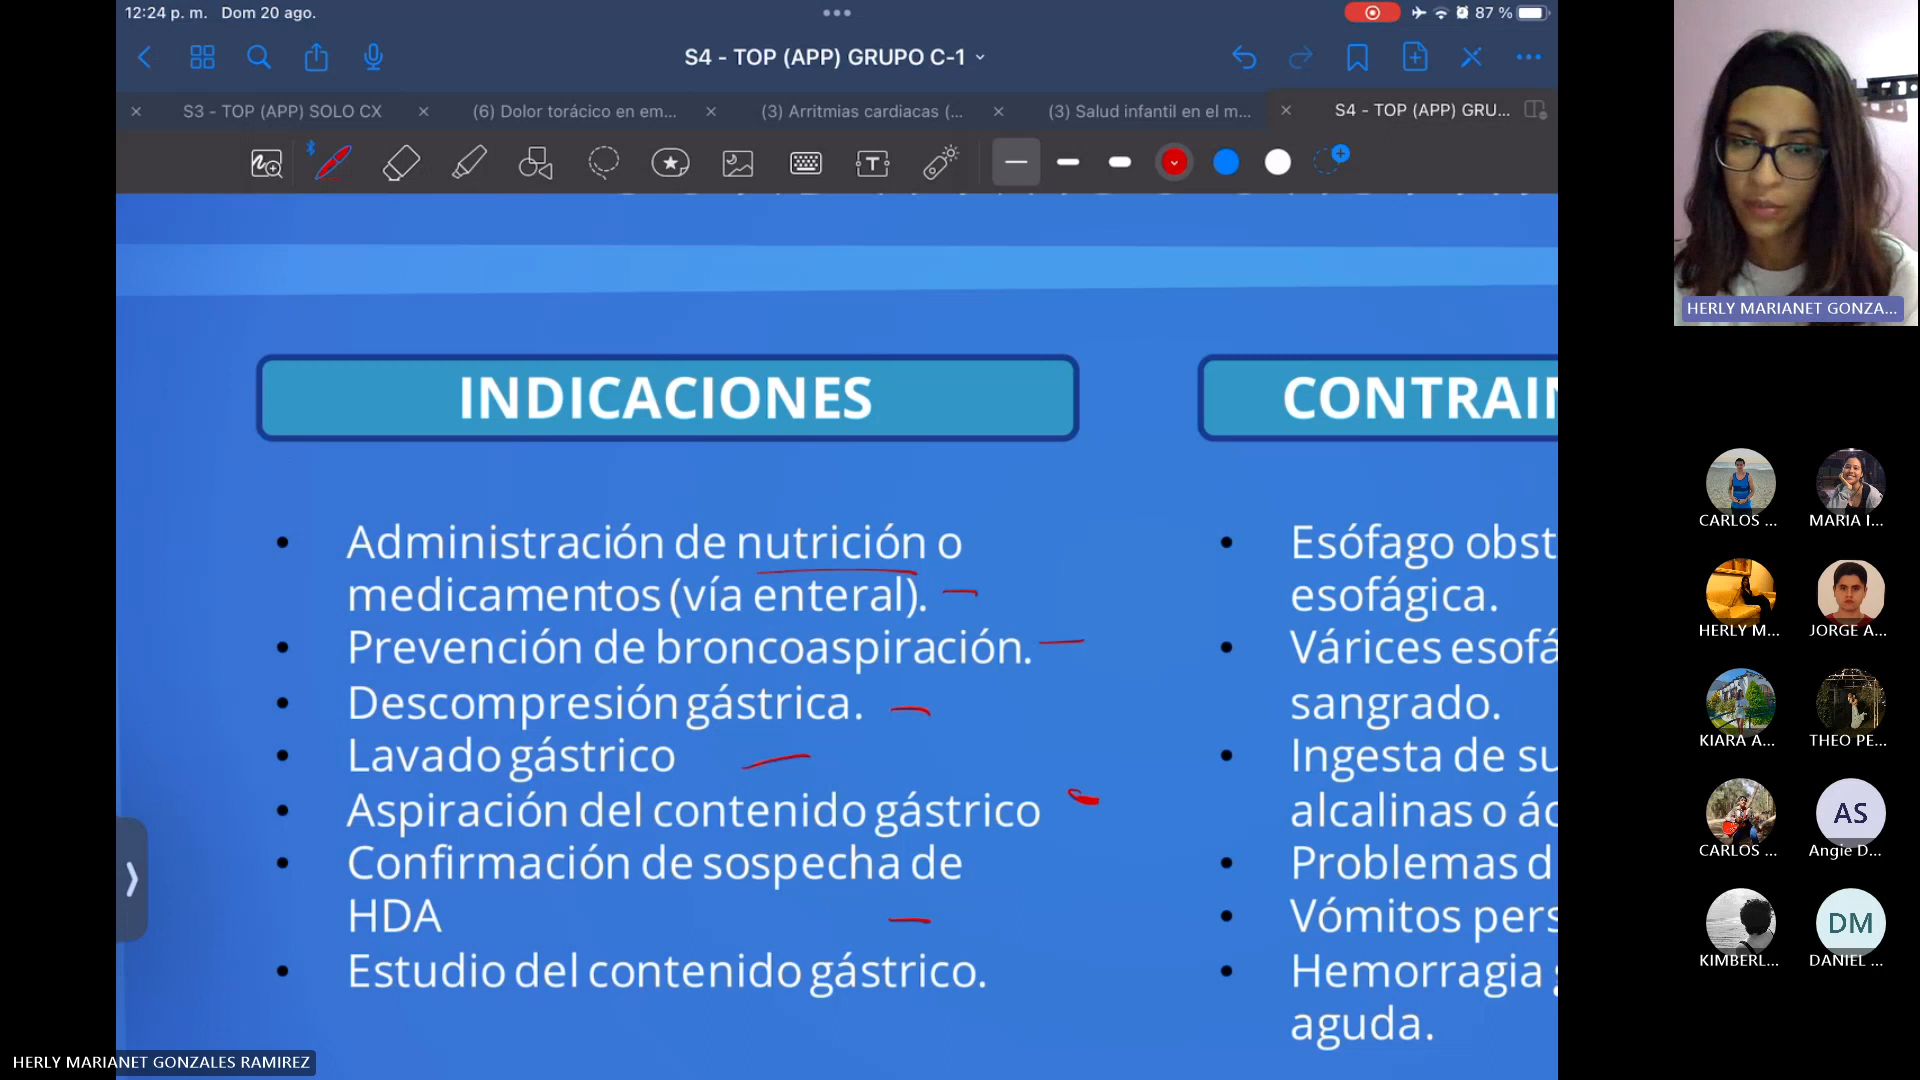 12:24 p. m. Dom 20 ago.
87 %
S4 - TOP (APP) GRUPO C-1
S3 - TOP (APP) SOLO CX
(6) Dolor torácico en em...
(3) Arritmias cardiacas (...
(3) Salud infantil en el m...
S4 - TOP (APP) GRU...
INDICACIONES
• Administración de nutrición o
medicamentos (vía enteral).
• Prevención de broncoaspiración.
• Descompresión gástrica.
• Lavado gástrico
• Aspiración del contenido gástrico
• Confirmación de sospecha de
HDA
• Estudio del contenido gástrico.
CONTRAIN
• Esófago obst
esofágica.
• Várices esofá
sangrado.
• Ingesta de su
alcalinas o ác
• Problemas d
• Vómitos pers
• Hemorragia g
aguda.
HERLY MARIANET GONZA...
CARLOS ...
MARIA I...
HERLY M...
JORGE A...
KIARA A...
THEO PE...
CARLOS ...
AS
Angie D...
KIMBERL...
DM
DANIEL ...
HERLY MARIANET GONZALES RAMIREZ